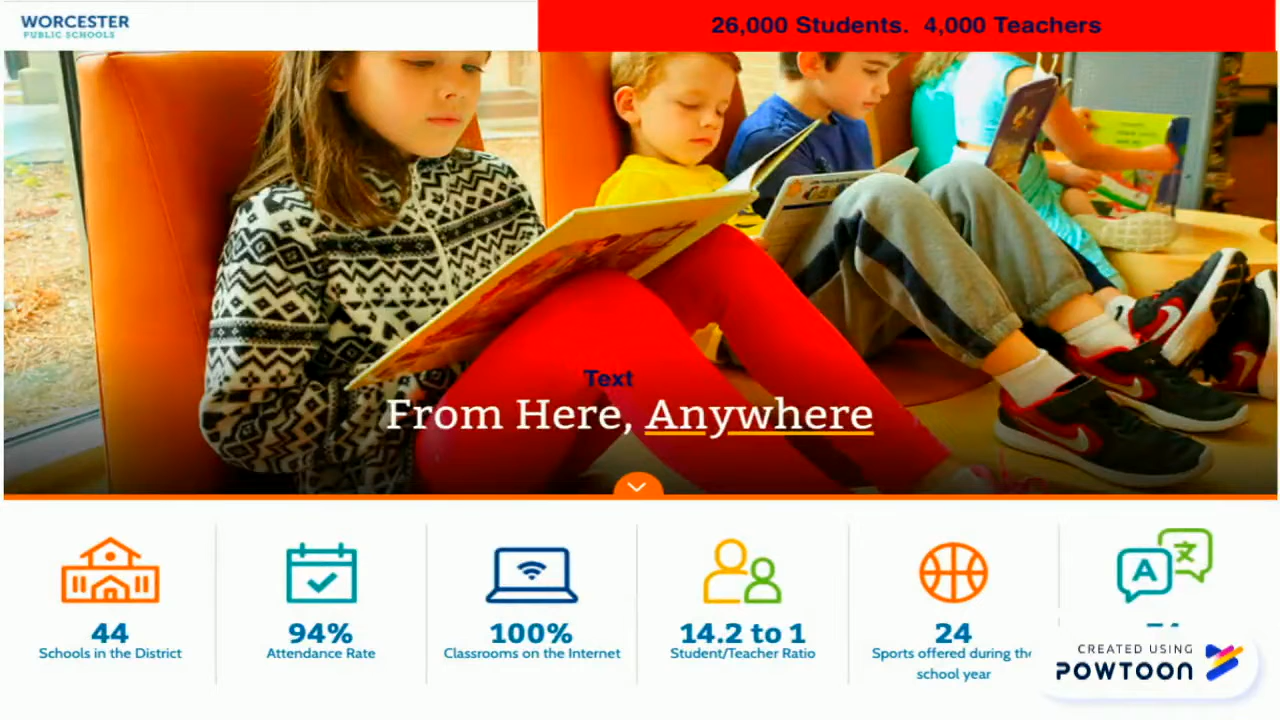 WORCESTER
PUBLIC SCHOOLS
26,000 Students.  4,000 Teachers
Text
From Here, Anywhere
44
Schools in the District
94%
Attendance Rate
100%
Classrooms on the Internet
14.2 to 1
Student/Teacher Ratio
24
Sports offered during the
school year
A 文
CREATED USING
POWTOON